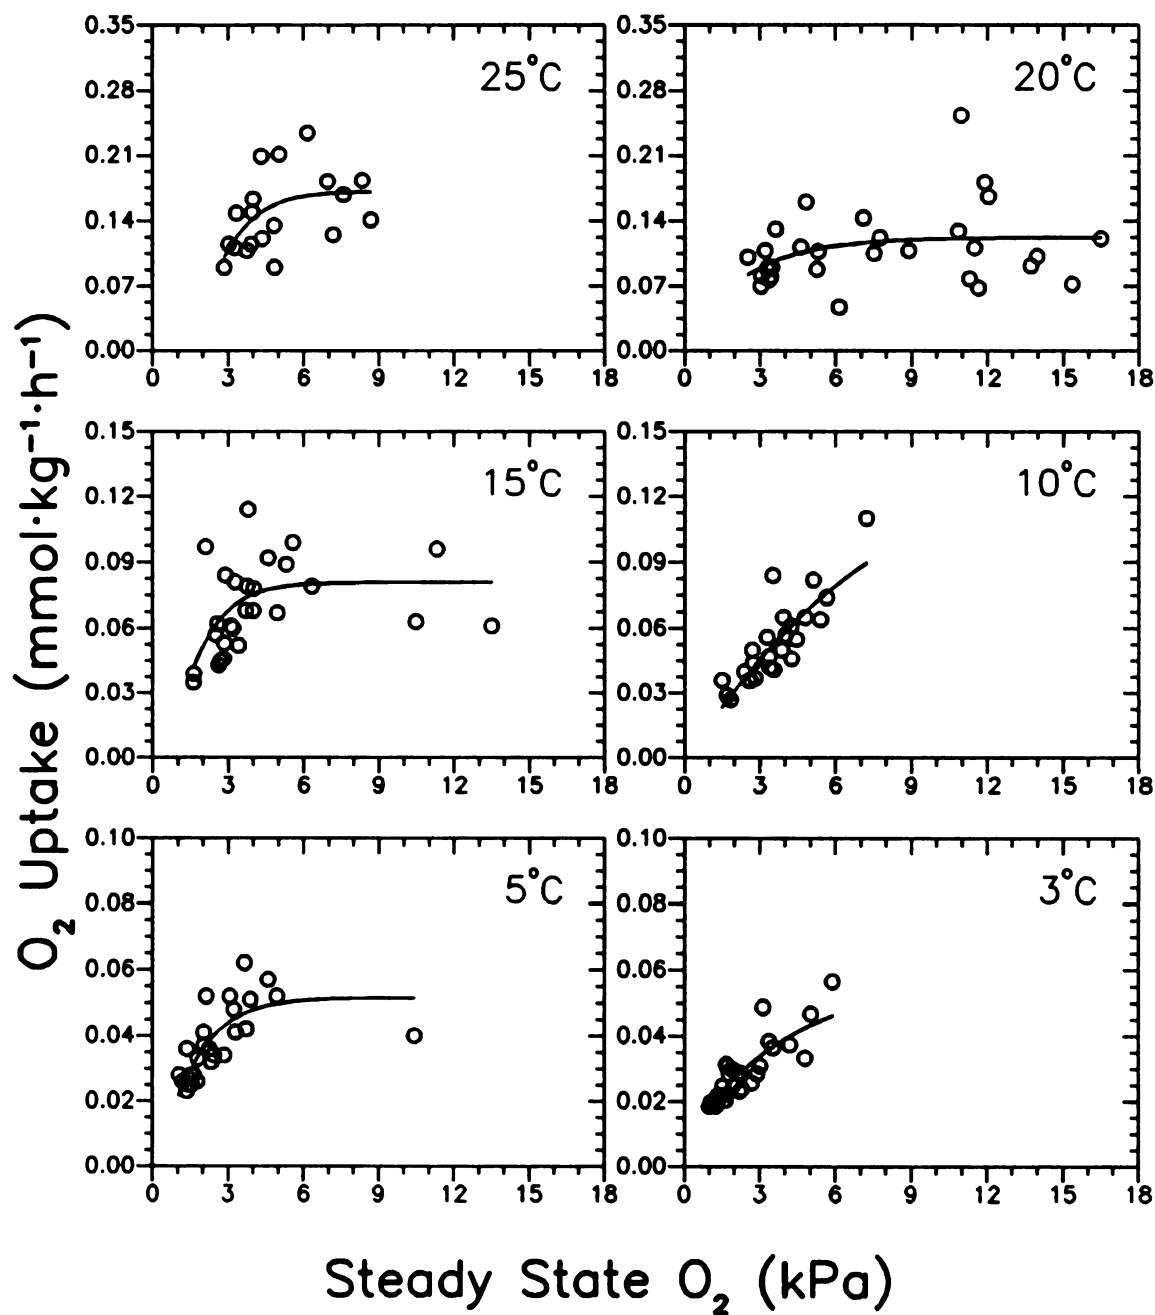 O₂ Uptake (mmol·kg⁻¹·h⁻¹)
25°C
0.35
0.28
0.21
0.14
0.07
0.00
0 3 6 9 12 15 18
20°C
0.35
0.28
0.21
0.14
0.07
0.00
0 3 6 9 12 15 18
15°C
0.15
0.12
0.09
0.06
0.03
0.00
0 3 6 9 12 15 18
10°C
0.15
0.12
0.09
0.06
0.03
0.00
0 3 6 9 12 15 18
5°C
0.10
0.08
0.06
0.04
0.02
0.00
0 3 6 9 12 15 18
3°C
0.10
0.08
0.06
0.04
0.02
0.00
0 3 6 9 12 15 18
Steady State O₂ (kPa)